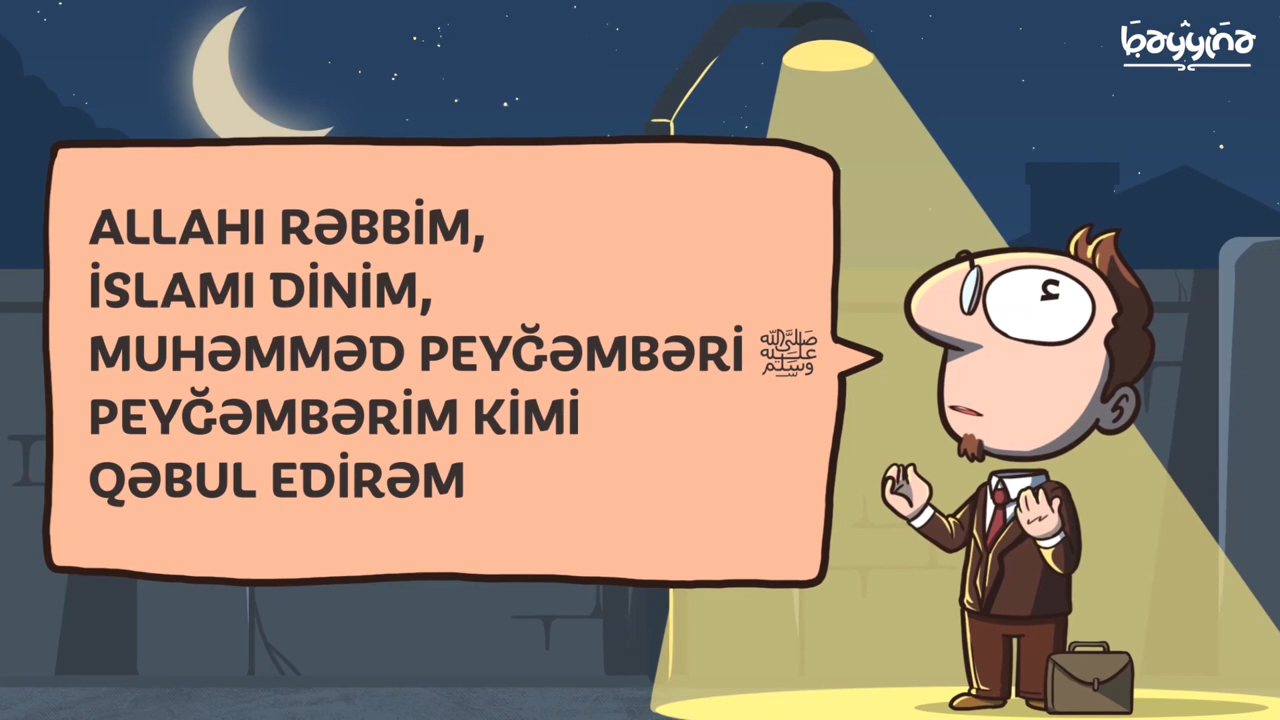 bayyina
ALLAHI RƏBBİM,
İSLAMI DİNİM,
MUHƏMMƏD PEYĞƏMBƏRİ ﷺ
PEYĞƏMBƏRİM KİMİ
QƏBUL EDİRƏM